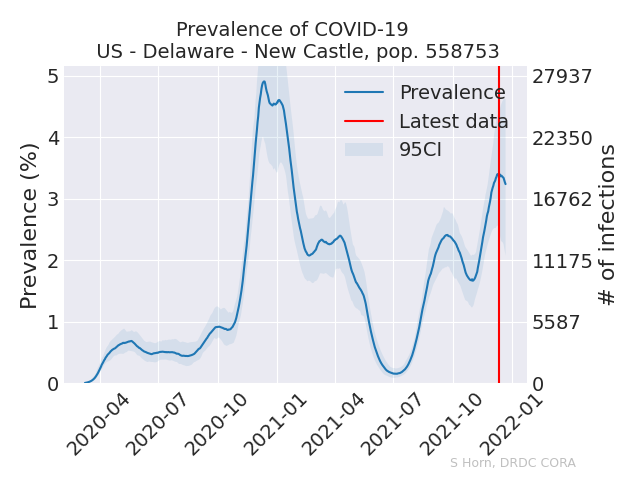 Prevalence of COVID-19
US - Delaware - New Castle, pop. 558753
Prevalence (%)
5
4
3
2
1
0
Prevalence
Latest data
95CI
27937
22350
16762
11175
5587
0
# of infections
2020-04
2020-07
2020-10
2021-01
2021-04
2021-07
2021-10
2022-01
S Horn, DRDC CORA